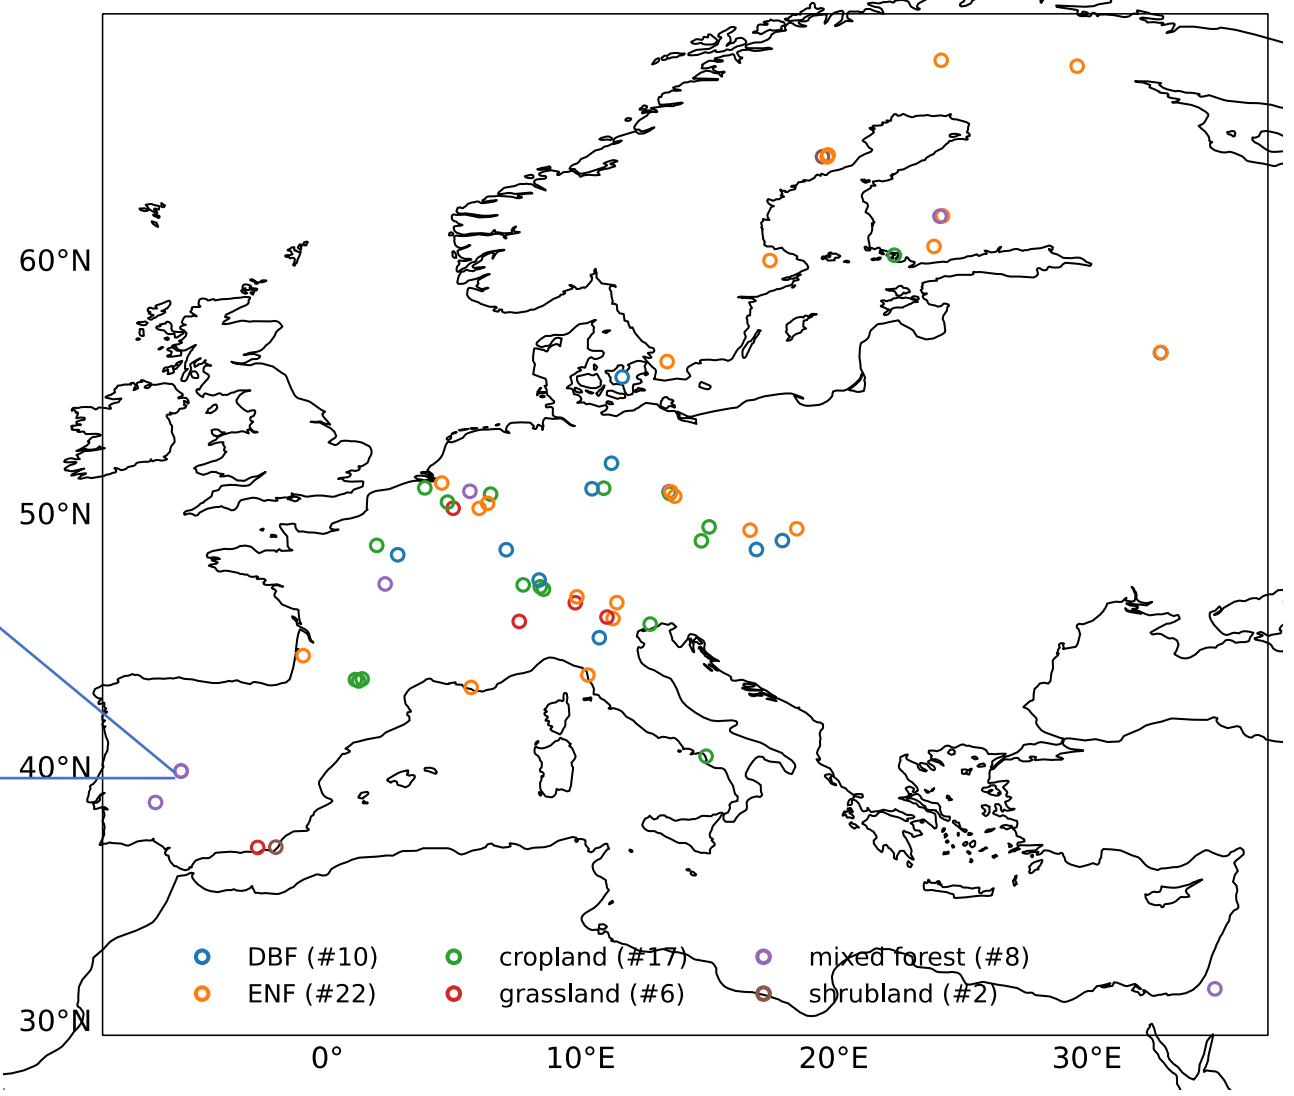 60°N
50°N
40°N
30°N
DBF (#10) cropland (#17) mixed forest (#8)
ENF (#22) grassland (#6) shrubland (#2)
0° 10°E 20°E 30°E